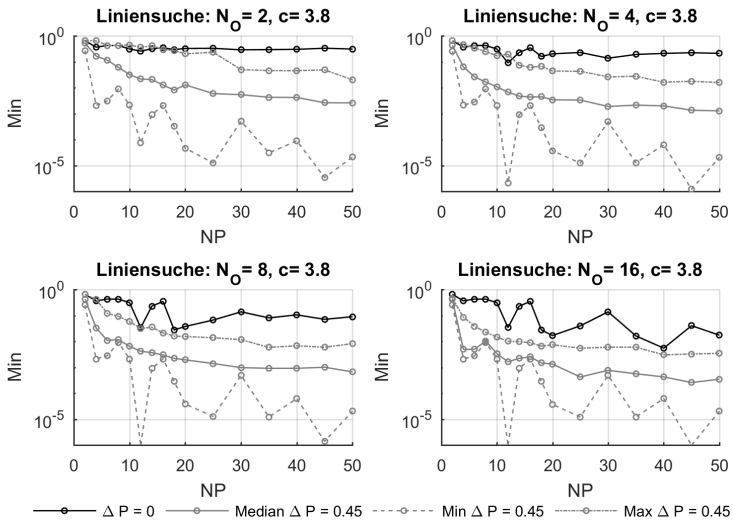 Liniensuche: N_O= 2, c= 3.8
10^0
10^-5
Min
0 10 20 30 40 50
NP
Liniensuche: N_O= 4, c= 3.8
10^0
10^-5
Min
0 10 20 30 40 50
NP
Liniensuche: N_O= 8, c= 3.8
10^0
10^-5
Min
0 10 20 30 40 50
NP
Liniensuche: N_O= 16, c= 3.8
10^0
10^-5
Min
0 10 20 30 40 50
NP
Δ P = 0 Median Δ P = 0.45 Min Δ P = 0.45 Max Δ P = 0.45